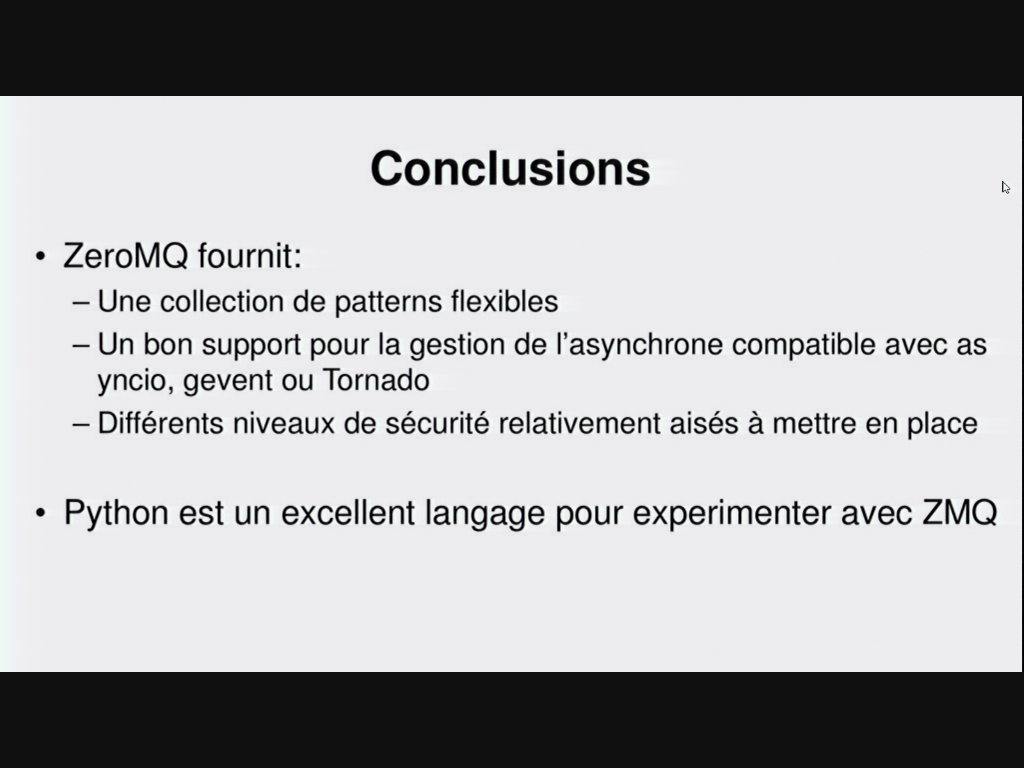 Conclusions
• ZeroMQ fournit:
– Une collection de patterns flexibles
– Un bon support pour la gestion de l'asynchrone compatible avec as
yncio, gevent ou Tornado
– Différents niveaux de sécurité relativement aisés à mettre en place
• Python est un excellent langage pour experimenter avec ZMQ